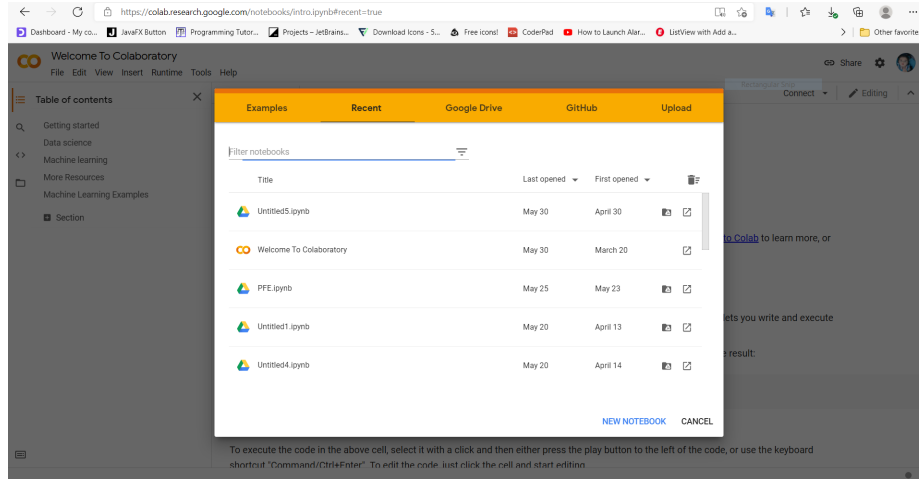 https://colab.research.google.com/notebooks/intro.ipynb#recent=true
Dashboard - My co... JavaFX Button Programming Tutor... Projects – JetBrains... Download Icons - S... Free icons! CoderPad How to Launch Alar... ListView with Add a... Other favorite
Welcome To Colaboratory
File Edit View Insert Runtime Tools Help
Share
Table of contents
Rectangular Snip
Connect Editing
Getting started
Data science
Machine learning
More Resources
Machine Learning Examples
Section
Examples Recent Google Drive GitHub Upload
Filter notebooks
Title Last opened First opened
Untitled5.ipynb May 30 April 30
Welcome To Colaboratory May 30 March 20
to Colab to learn more, or
PFE.ipynb May 25 May 23
lets you write and execute
Untitled1.ipynb May 20 April 13
result:
Untitled4.ipynb May 20 April 14
NEW NOTEBOOK CANCEL
To execute the code in the above cell, select it with a click and then either press the play button to the left of the code, or use the keyboard
shortcut "Command/Ctrl+Enter". To edit the code, just click the cell and start editing.